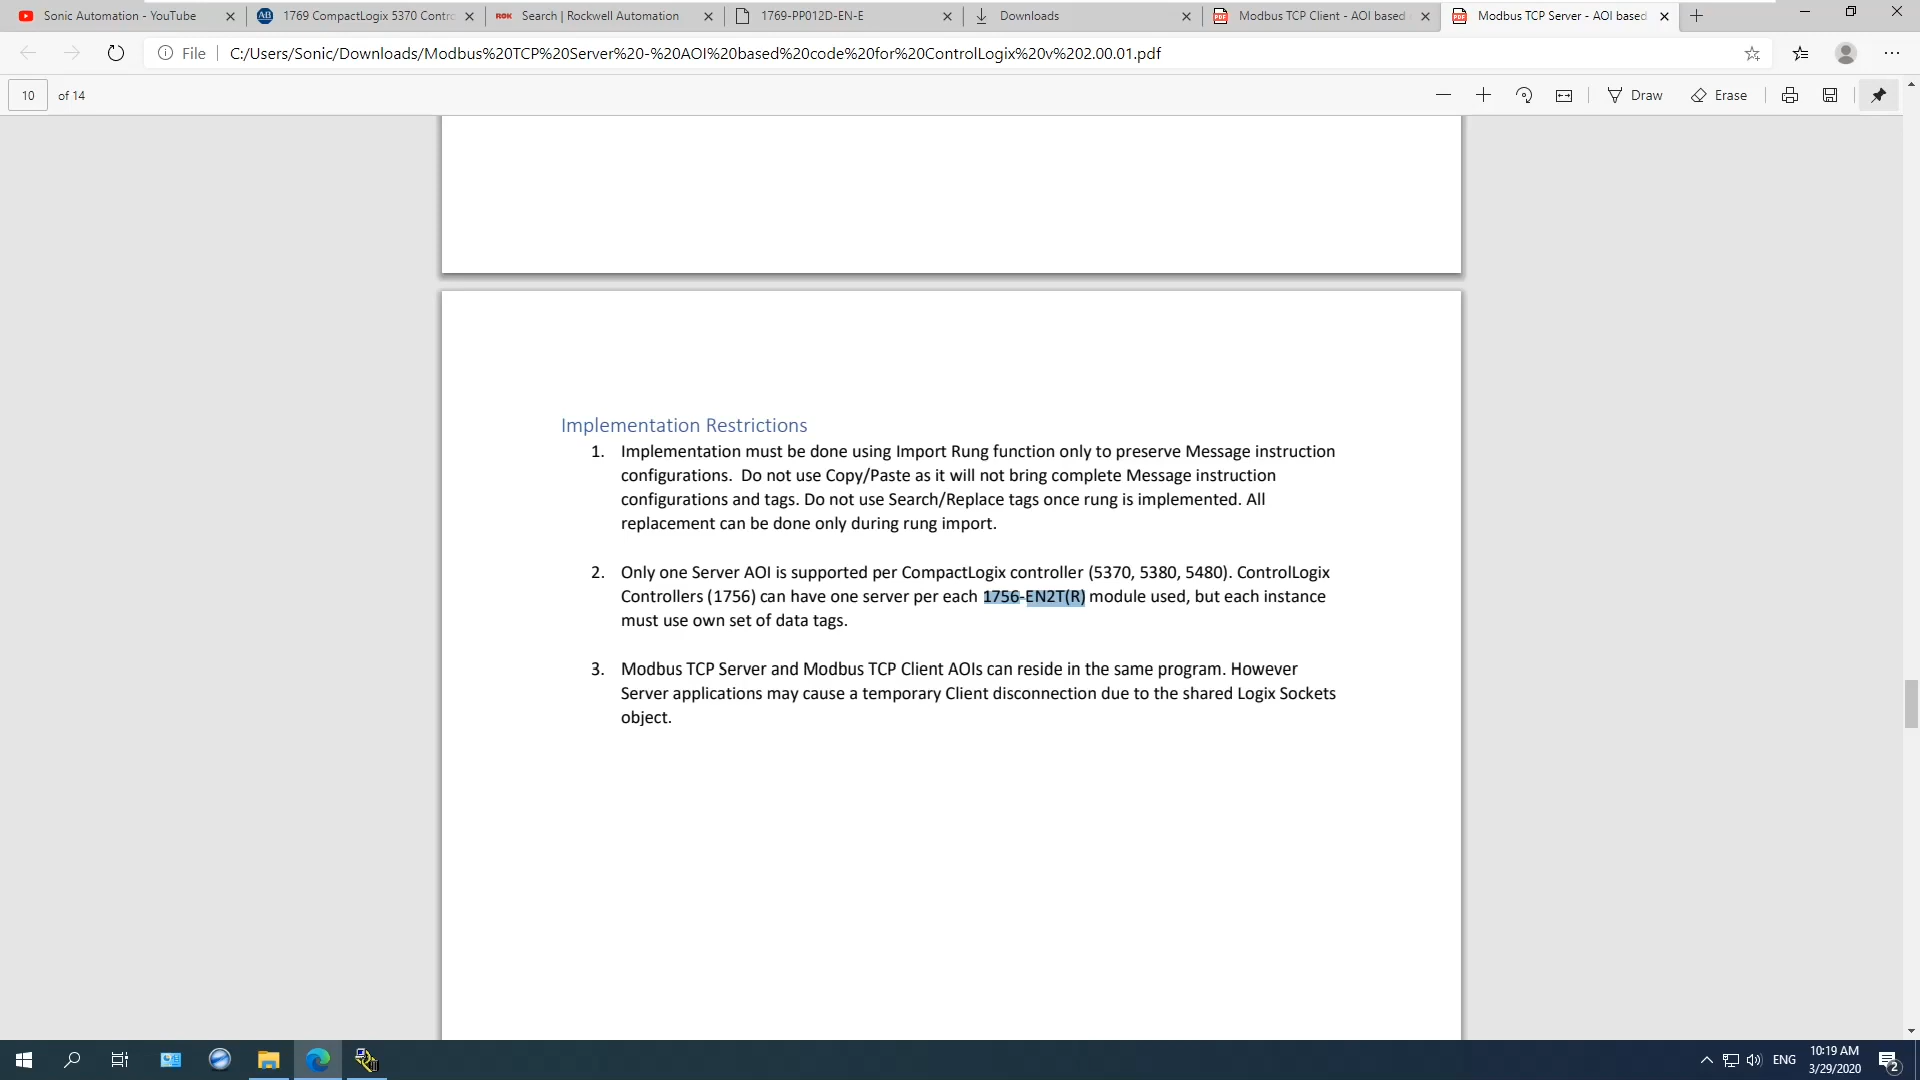 Sonic Automation - YouTube
1769 CompactLogix 5370 Contro
ROK Search | Rockwell Automation
1769-PP012D-EN-E
Downloads
Modbus TCP Client - AOI based
Modbus TCP Server - AOI based
File
C:/Users/Sonic/Downloads/Modbus%20TCP%20Server%20-%20AOI%20based%20code%20for%20ControlLogix%20v%202.00.01.pdf
10 of 14
Draw
Erase
Implementation Restrictions
1. Implementation must be done using Import Rung function only to preserve Message instruction
configurations. Do not use Copy/Paste as it will not bring complete Message instruction
configurations and tags. Do not use Search/Replace tags once rung is implemented. All
replacement can be done only during rung import.
2. Only one Server AOI is supported per CompactLogix controller (5370, 5380, 5480). ControlLogix
Controllers (1756) can have one server per each 1756-EN2T(R) module used, but each instance
must use own set of data tags.
3. Modbus TCP Server and Modbus TCP Client AOIs can reside in the same program. However
Server applications may cause a temporary Client disconnection due to the shared Logix Sockets
object.
ENG
10:19 AM
3/29/2020
2